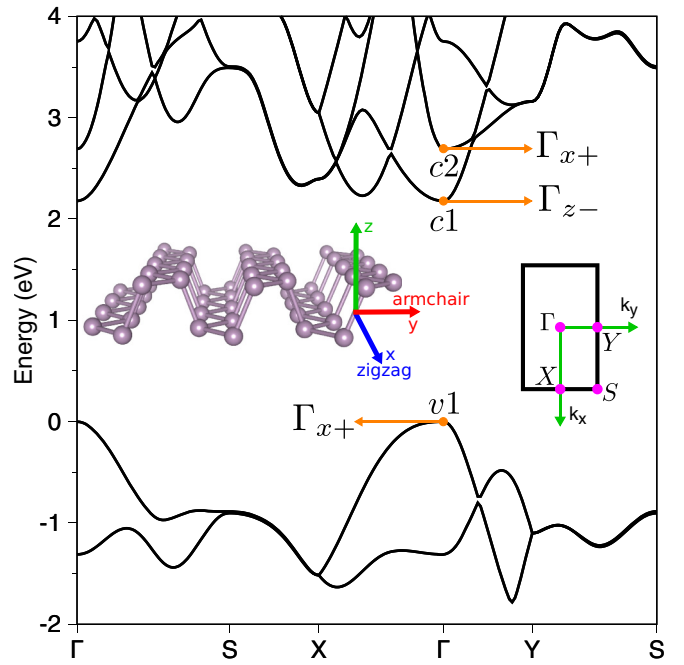 4
3
2
1
0
-1
-2
Energy (eV)
Γ S X Γ Y S
c2
Γx+
c1
Γz−
z
armchair
y
x
zigzag
Γ
ky
Y
X
S
kx
Γx+
v1